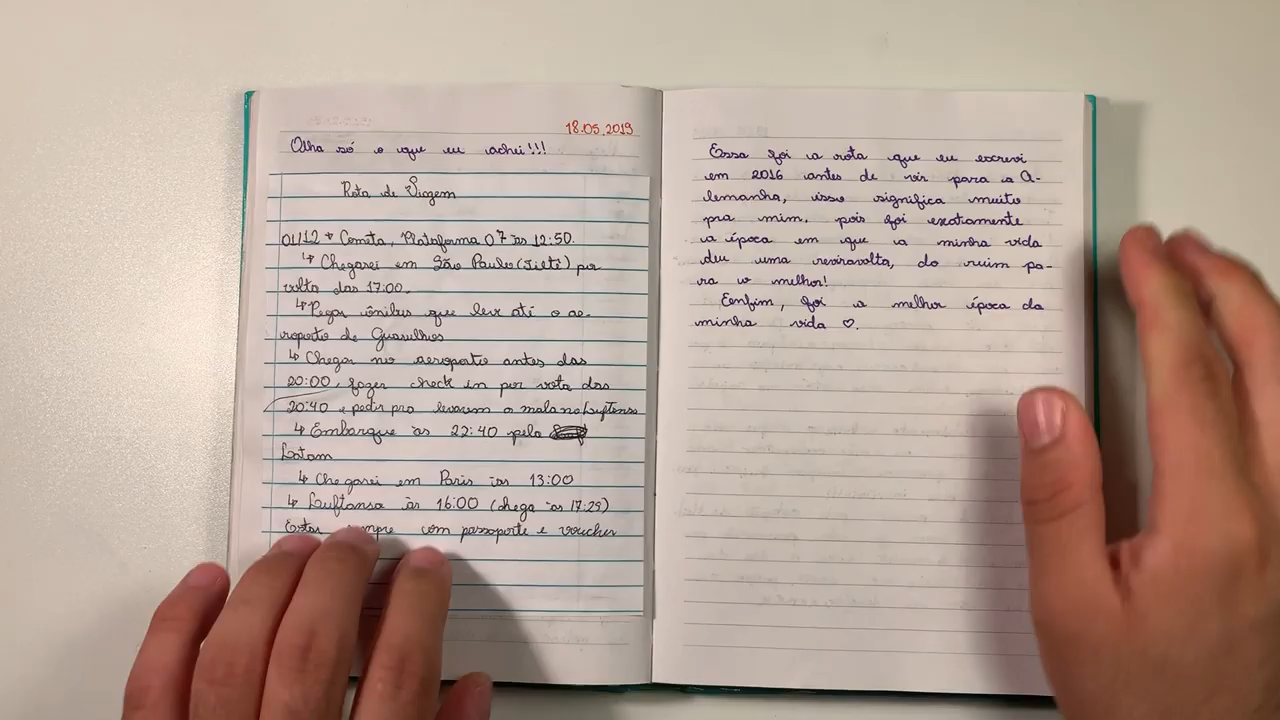 18.05.2019
Olha só o que eu achei!!!
Rota de Viagem
01/12 * Cometa, Plataforma 07 às 12:50.
↳ Chegarei em São Paulo (Tietê) por
volta das 17:00.
↳ Pegar ônibus que leve até o ae-
roporto de Guarulhos
↳ Chegar no aeroporto antes das
20:00, fazer check in por volta das
20:40 e pedir pra levarem a mala na Luftansa
↳ Embarque às 22:40 pela
Latam
↳ Chegarei em Paris às 13:00
↳ Luftansa às 16:00 (chega às 17:25)
Estar sempre com passaporte e voucher
Essa foi a rota que eu escrevi
em 2016 antes de vir para a A-
lemanha, isso significa muito
pra mim, pois foi exatamente
a época em que a minha vida
deu uma reviravolta, do ruim pa-
ra o melhor!
Eenfim, foi a melhor época da
minha vida ♡.